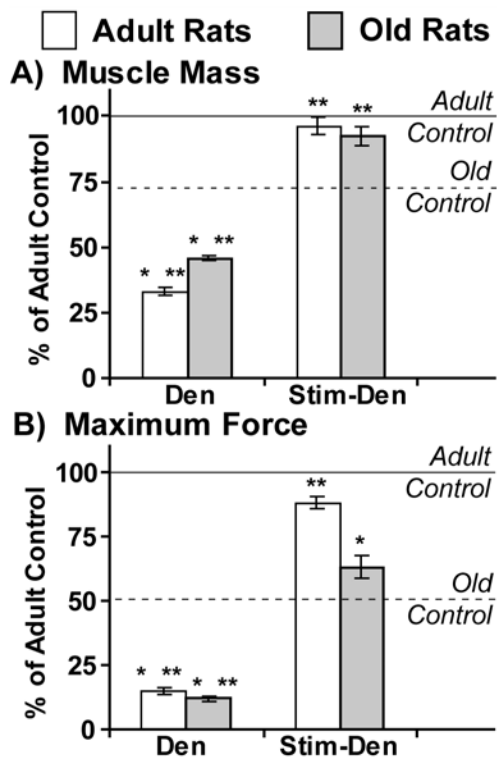 Adult Rats Old Rats
A) Muscle Mass
% of Adult Control
100
75
50
25
0
** **
* ** * **
Adult
Control
Old
Control
Den Stim-Den
B) Maximum Force
% of Adult Control
100
75
50
25
0
** *
* ** * **
Adult
Control
Old
Control
Den Stim-Den